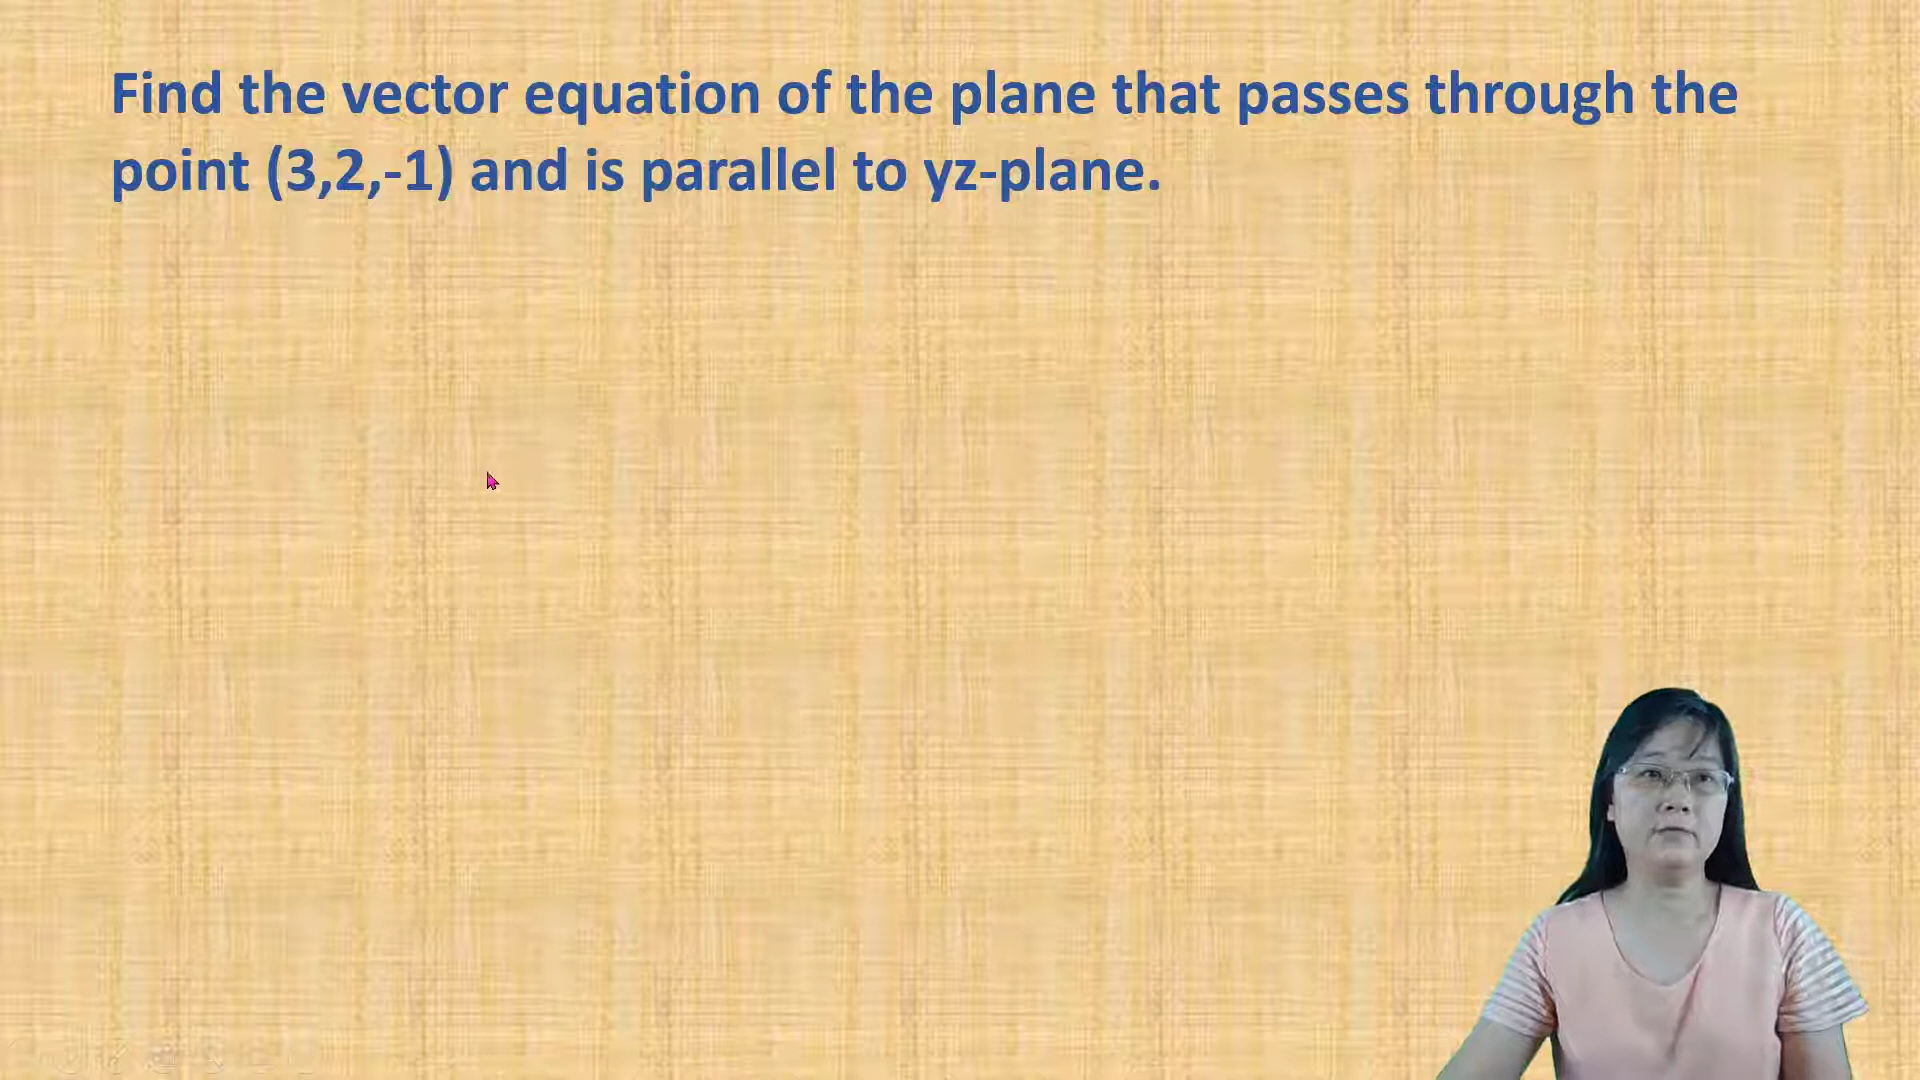 Find the vector equation of the plane that passes through the
point (3,2,-1) and is parallel to yz-plane.